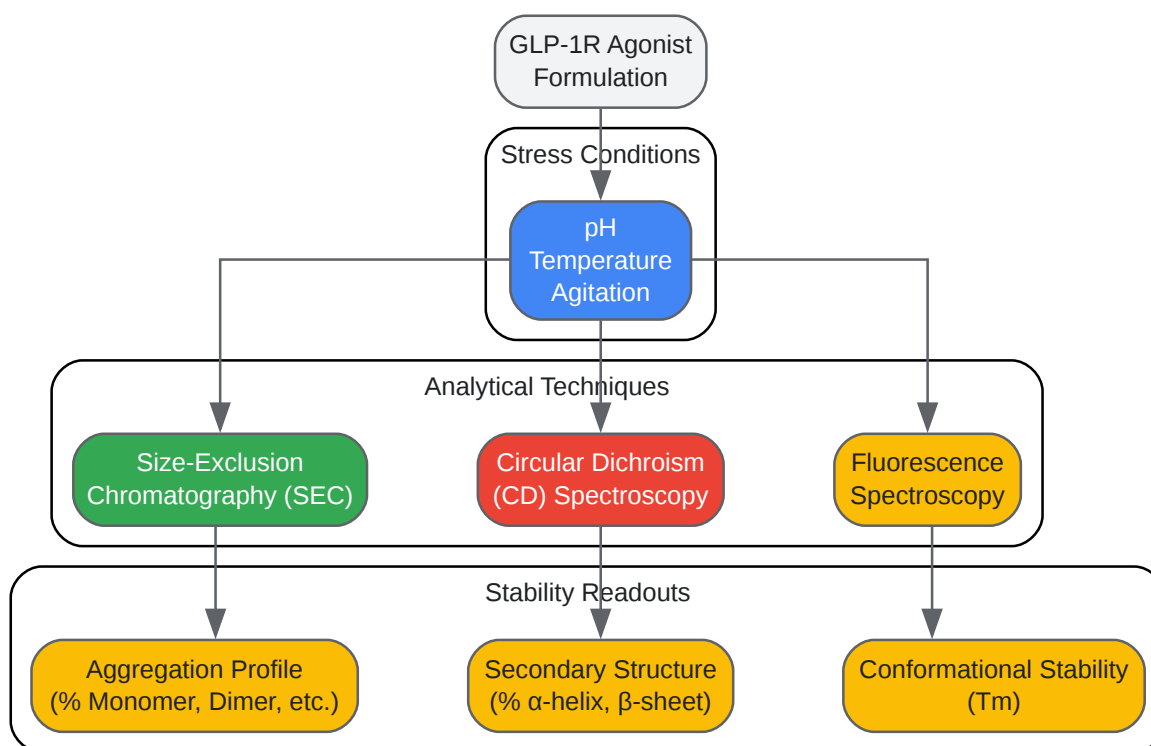 GLP-1R Agonist
Formulation
Stress Conditions
pH
Temperature
Agitation
Analytical Techniques
Size-Exclusion
Chromatography (SEC)
Circular Dichroism
(CD) Spectroscopy
Fluorescence
Spectroscopy
Stability Readouts
Aggregation Profile
(% Monomer, Dimer, etc.)
Secondary Structure
(% α-helix, β-sheet)
Conformational Stability
(Tm)